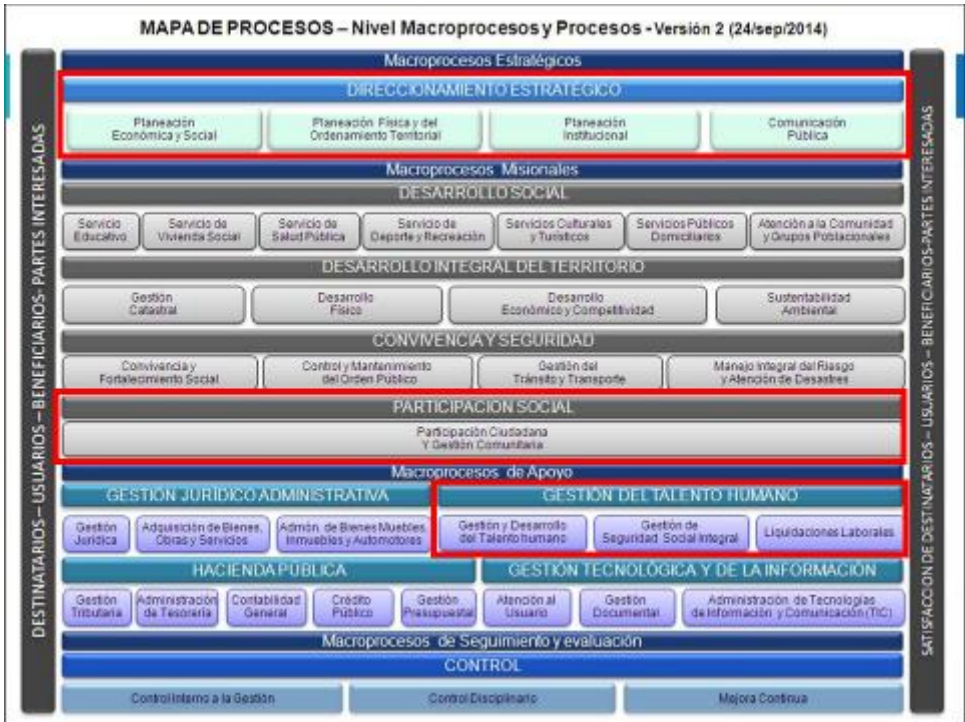 MAPA DE PROCESOS – Nivel Macroprocesos y Procesos - Versión 2 (24/sep/2014)
DESTINATARIOS – USUARIOS – BENEFICIARIOS- PARTES INTERESADAS
Macroprocesos Estratégicos
DIRECCIONAMIENTO ESTRATEGICO
Planeación
Económica y Social
Planeación Física y del
Ordenamiento Territorial
Planeación
Institucional
Comunicación
Pública
Macroprocesos Misionales
DESARROLLO SOCIAL
Servicio
Educativo
Servicio de
Vivienda Social
Servicio de
Salud Pública
Servicio de
Deporte y Recreación
Servicios Culturales
y Turísticos
Servicios Públicos
Domiciliarios
Atención a la Comunidad
y Grupos Poblacionales
DESARROLLO INTEGRAL DEL TERRITORIO
Gestión
Catastral
Desarrollo
Físico
Desarrollo
Económico y Competitividad
Sustentabilidad
Ambiental
CONVIVENCIA Y SEGURIDAD
Convivencia y
Fortalecimiento Social
Control y Mantenimiento
del Orden Público
Gestión del
Tránsito y Transporte
Manejo Integral del Riesgo
y Atención de Desastres
PARTICIPACION SOCIAL
Participación Ciudadana
Y Gestión Comunitaria
Macroprocesos de Apoyo
GESTIÓN JURÍDICO ADMINISTRATIVA
Gestión
Jurídica
Adquisición de Bienes,
Obras y Servicios
Admón. de Bienes Muebles,
Inmuebles y Automotores
GESTIÓN DEL TALENTO HUMANO
Gestión y Desarrollo
del Talento humano
Gestión de
Seguridad Social Integral
Liquidaciones Laborales
HACIENDA PÚBLICA
Gestión
Tributaria
Administración
de Tesorería
Contabilidad
General
Crédito
Público
Gestión
Presupuestal
GESTIÓN TECNOLÓGICA Y DE LA INFORMACIÓN
Atención al
Usuario
Gestión
Documental
Administración de Tecnologías
de Información y Comunicación (TIC)
Macroprocesos de Seguimiento y evaluación
CONTROL
Control Interno a la Gestión
Control Disciplinario
Mejora Continua
SATISFACCON DE DESTINATARIOS – USUARIOS – BENEFICIARIOS-PARTES INTERESADAS